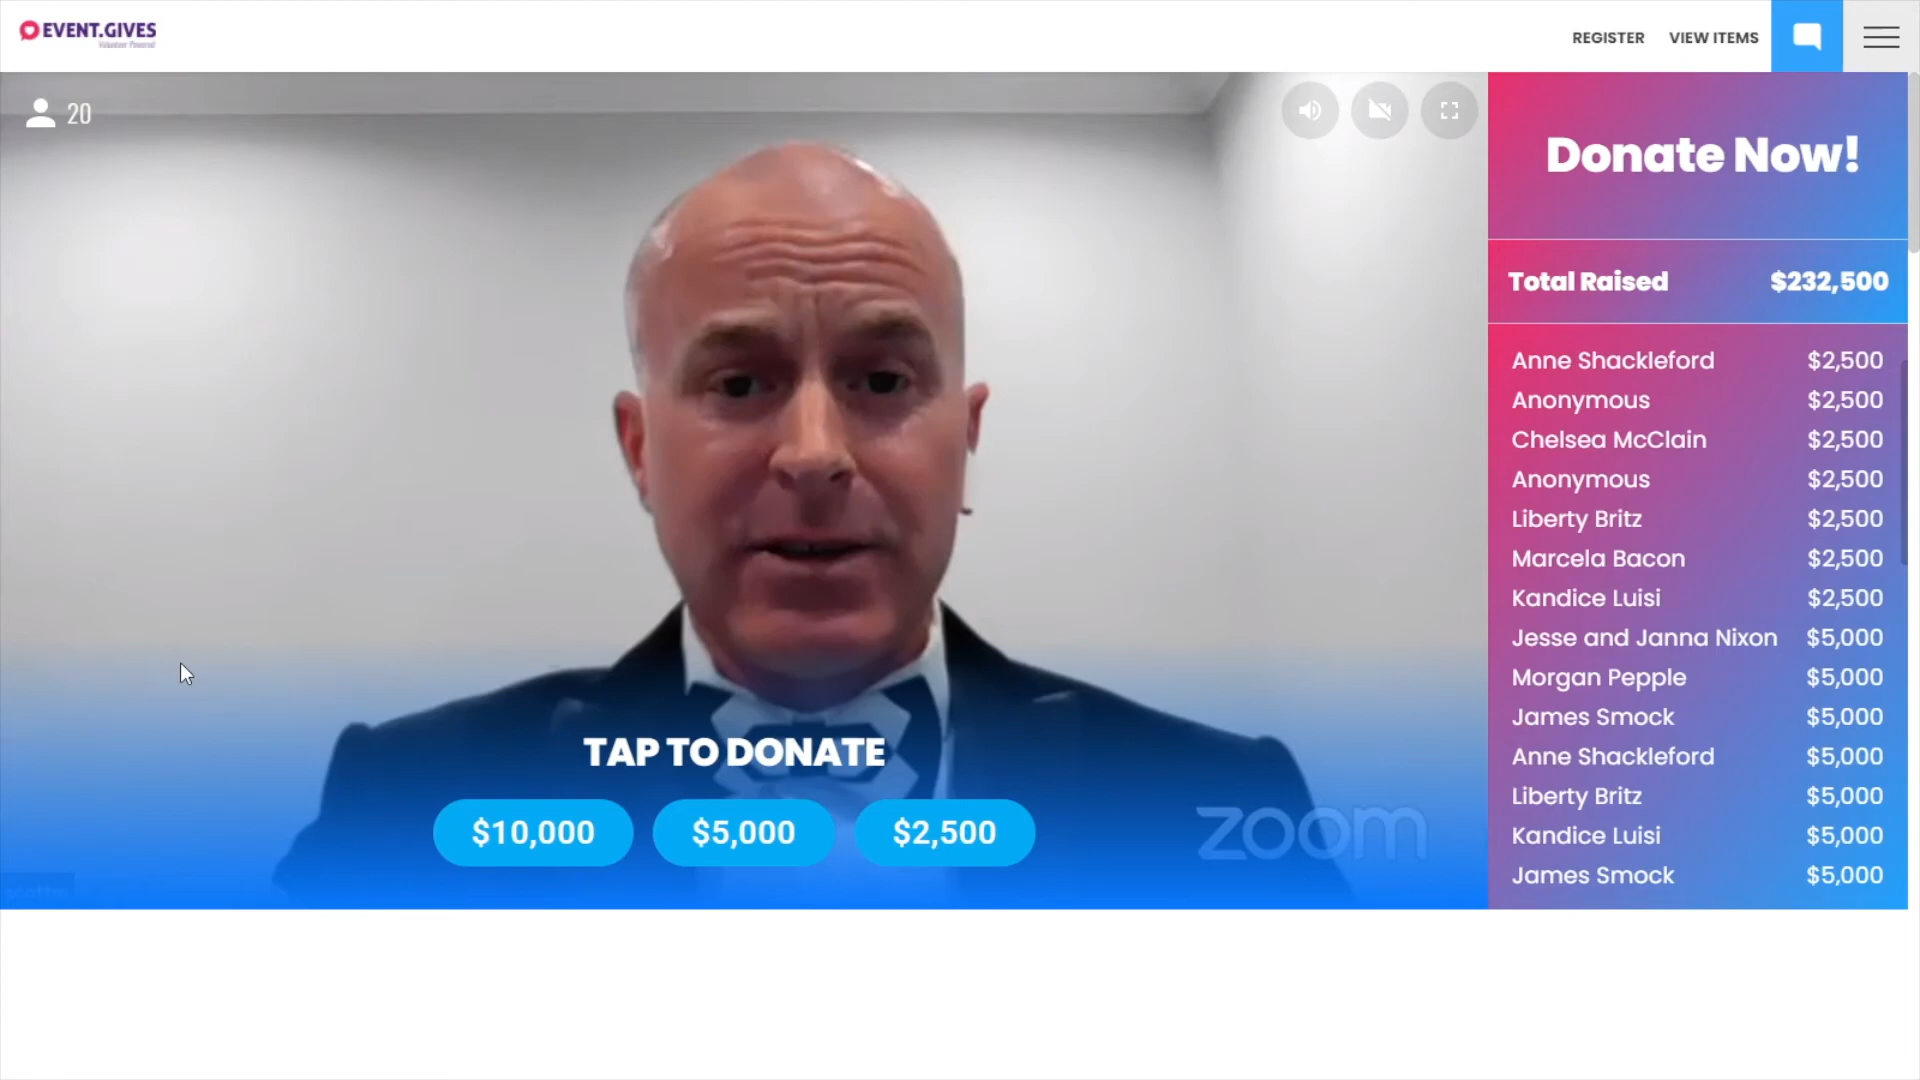 EVENT.GIVES
Volunteer Powered
REGISTER
VIEW ITEMS
20
Donate Now!
Total Raised $232,500
Anne Shackleford $2,500
Anonymous $2,500
Chelsea McClain $2,500
Anonymous $2,500
Liberty Britz $2,500
Marcela Bacon $2,500
Kandice Luisi $2,500
Jesse and Janna Nixon $5,000
Morgan Pepple $5,000
James Smock $5,000
Anne Shackleford $5,000
Liberty Britz $5,000
Kandice Luisi $5,000
James Smock $5,000
TAP TO DONATE
$10,000 $5,000 $2,500
zoom